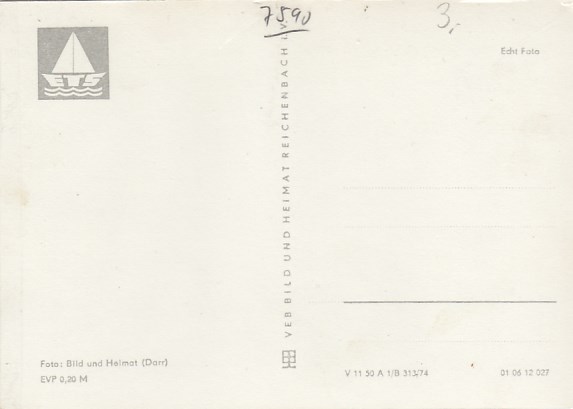 7590
3,-
ETS
Echt Foto
VEB BILD UND HEIMAT REICHENBACH i. V.
Foto: Bild und Heimat (Darr)
EVP 0,20 M
V 11 50 A 1/B 313/74
01 06 12 027